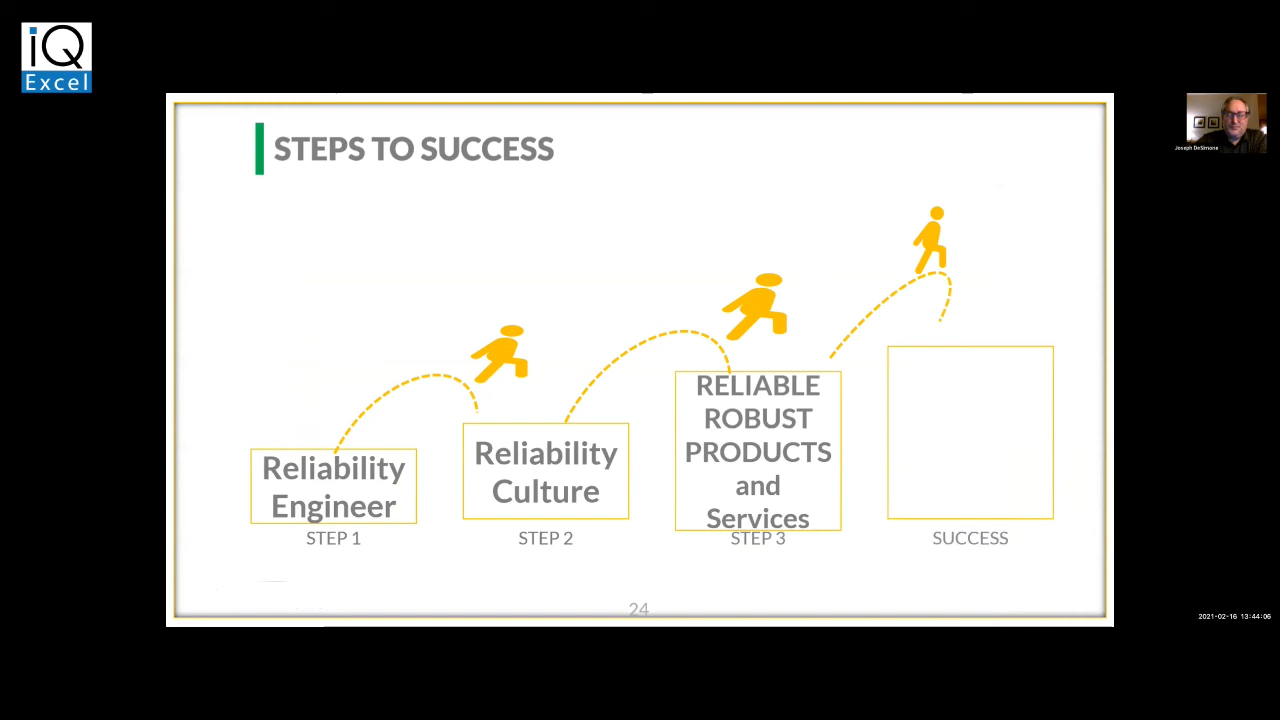 iQ
Excel
STEPS TO SUCCESS
Joseph DeSimone
Reliability
Engineer
STEP 1
Reliability
Culture
STEP 2
RELIABLE
ROBUST
PRODUCTS
and
Services
STEP 3
SUCCESS
24
2021-02-16 13:44:06